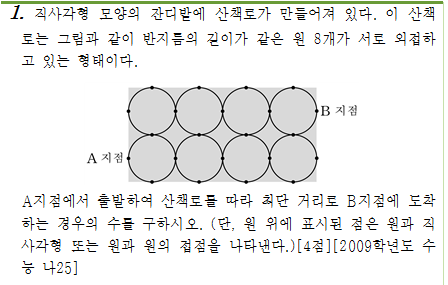 1. 직사각형 모양의 잔디밭에 산책로가 만들어져 있다. 이 산책
로는 그림과 같이 반지름의 길이가 같은 원 8개가 서로 외접하
고 있는 형태이다.
B 지점
A 지점
A지점에서 출발하여 산책로를 따라 최단 거리로 B지점에 도착
하는 경우의 수를 구하시오. (단, 원 위에 표시된 점은 원과 직
사각형 또는 원과 원의 접점을 나타낸다.)[4점][2009학년도 수
능 나25]